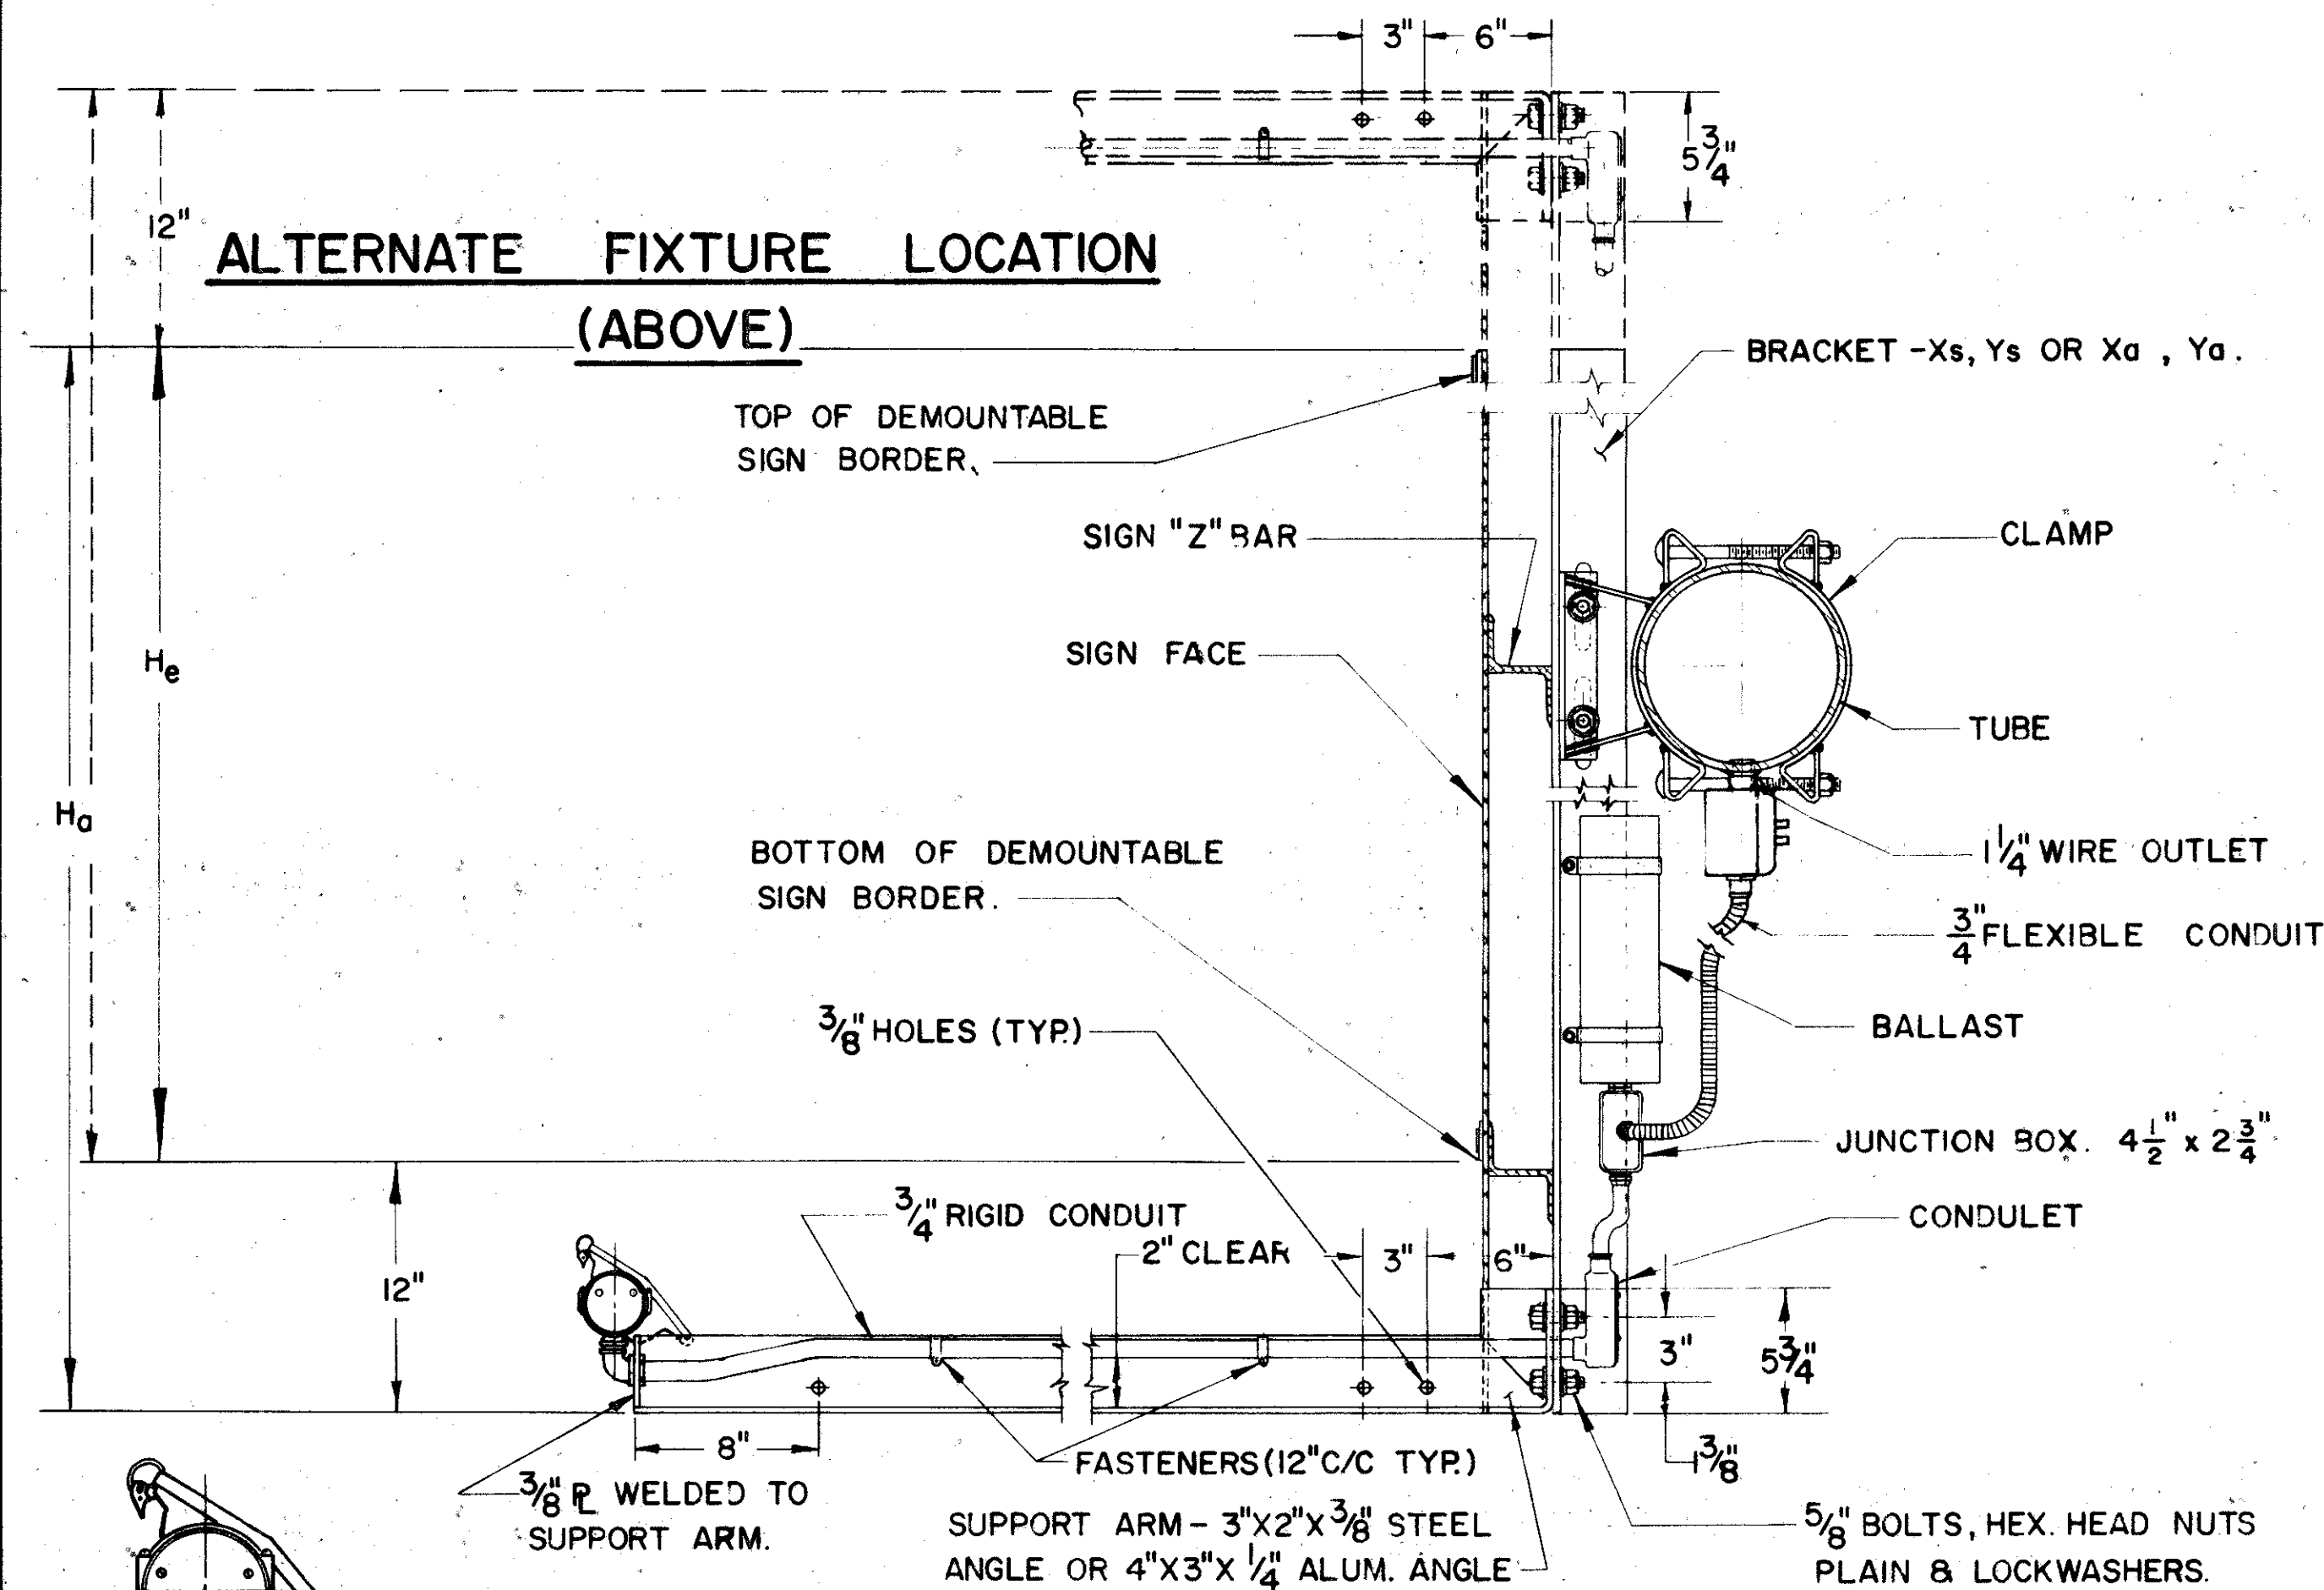 3" 6"
5 3/4"
12"
ALTERNATE FIXTURE LOCATION
(ABOVE)
BRACKET -Xs, Ys OR Xa , Ya.
TOP OF DEMOUNTABLE
SIGN BORDER,
SIGN "Z" BAR
CLAMP
He
SIGN FACE
TUBE
Ha
BOTTOM OF DEMOUNTABLE
SIGN BORDER.
1 1/4" WIRE OUTLET
3/4" FLEXIBLE CONDUIT
3/8" HOLES (TYP.)
BALLAST
JUNCTION BOX. 4 1/2" x 2 3/4"
3/4" RIGID CONDUIT
CONDULET
2" CLEAR 3" 6"
12"
3" 5 3/4"
8"
1 3/8
FASTENERS (12" C/C TYP.)
3/8" PL WELDED TO
SUPPORT ARM.
SUPPORT ARM - 3"X2"X 3/8" STEEL
ANGLE OR 4"X3"X 1/4" ALUM. ANGLE
5/8" BOLTS, HEX. HEAD NUTS
PLAIN & LOCKWASHERS.